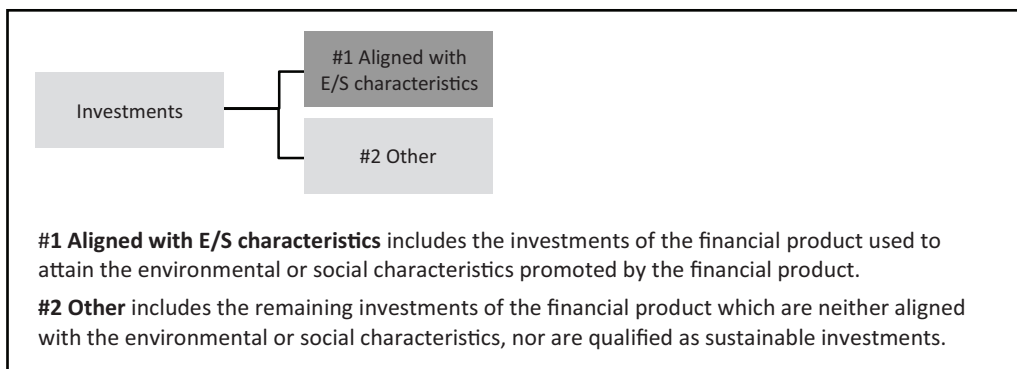 #1 Aligned with
E/S characteristics
Investments
#2 Other
#1 Aligned with E/S characteristics includes the investments of the financial product used to
attain the environmental or social characteristics promoted by the financial product.
#2 Other includes the remaining investments of the financial product which are neither aligned
with the environmental or social characteristics, nor are qualified as sustainable investments.